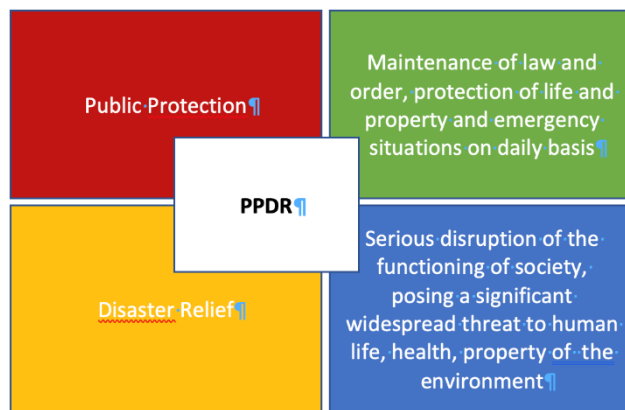 Public Protection¶
Maintenance of law and
order, protection of life and
property and emergency
situations on daily basis¶
PPDR¶
Disaster Relief¶
Serious disruption of the
functioning of society,
posing a significant
widespread threat to human
life, health, property of the
environment¶